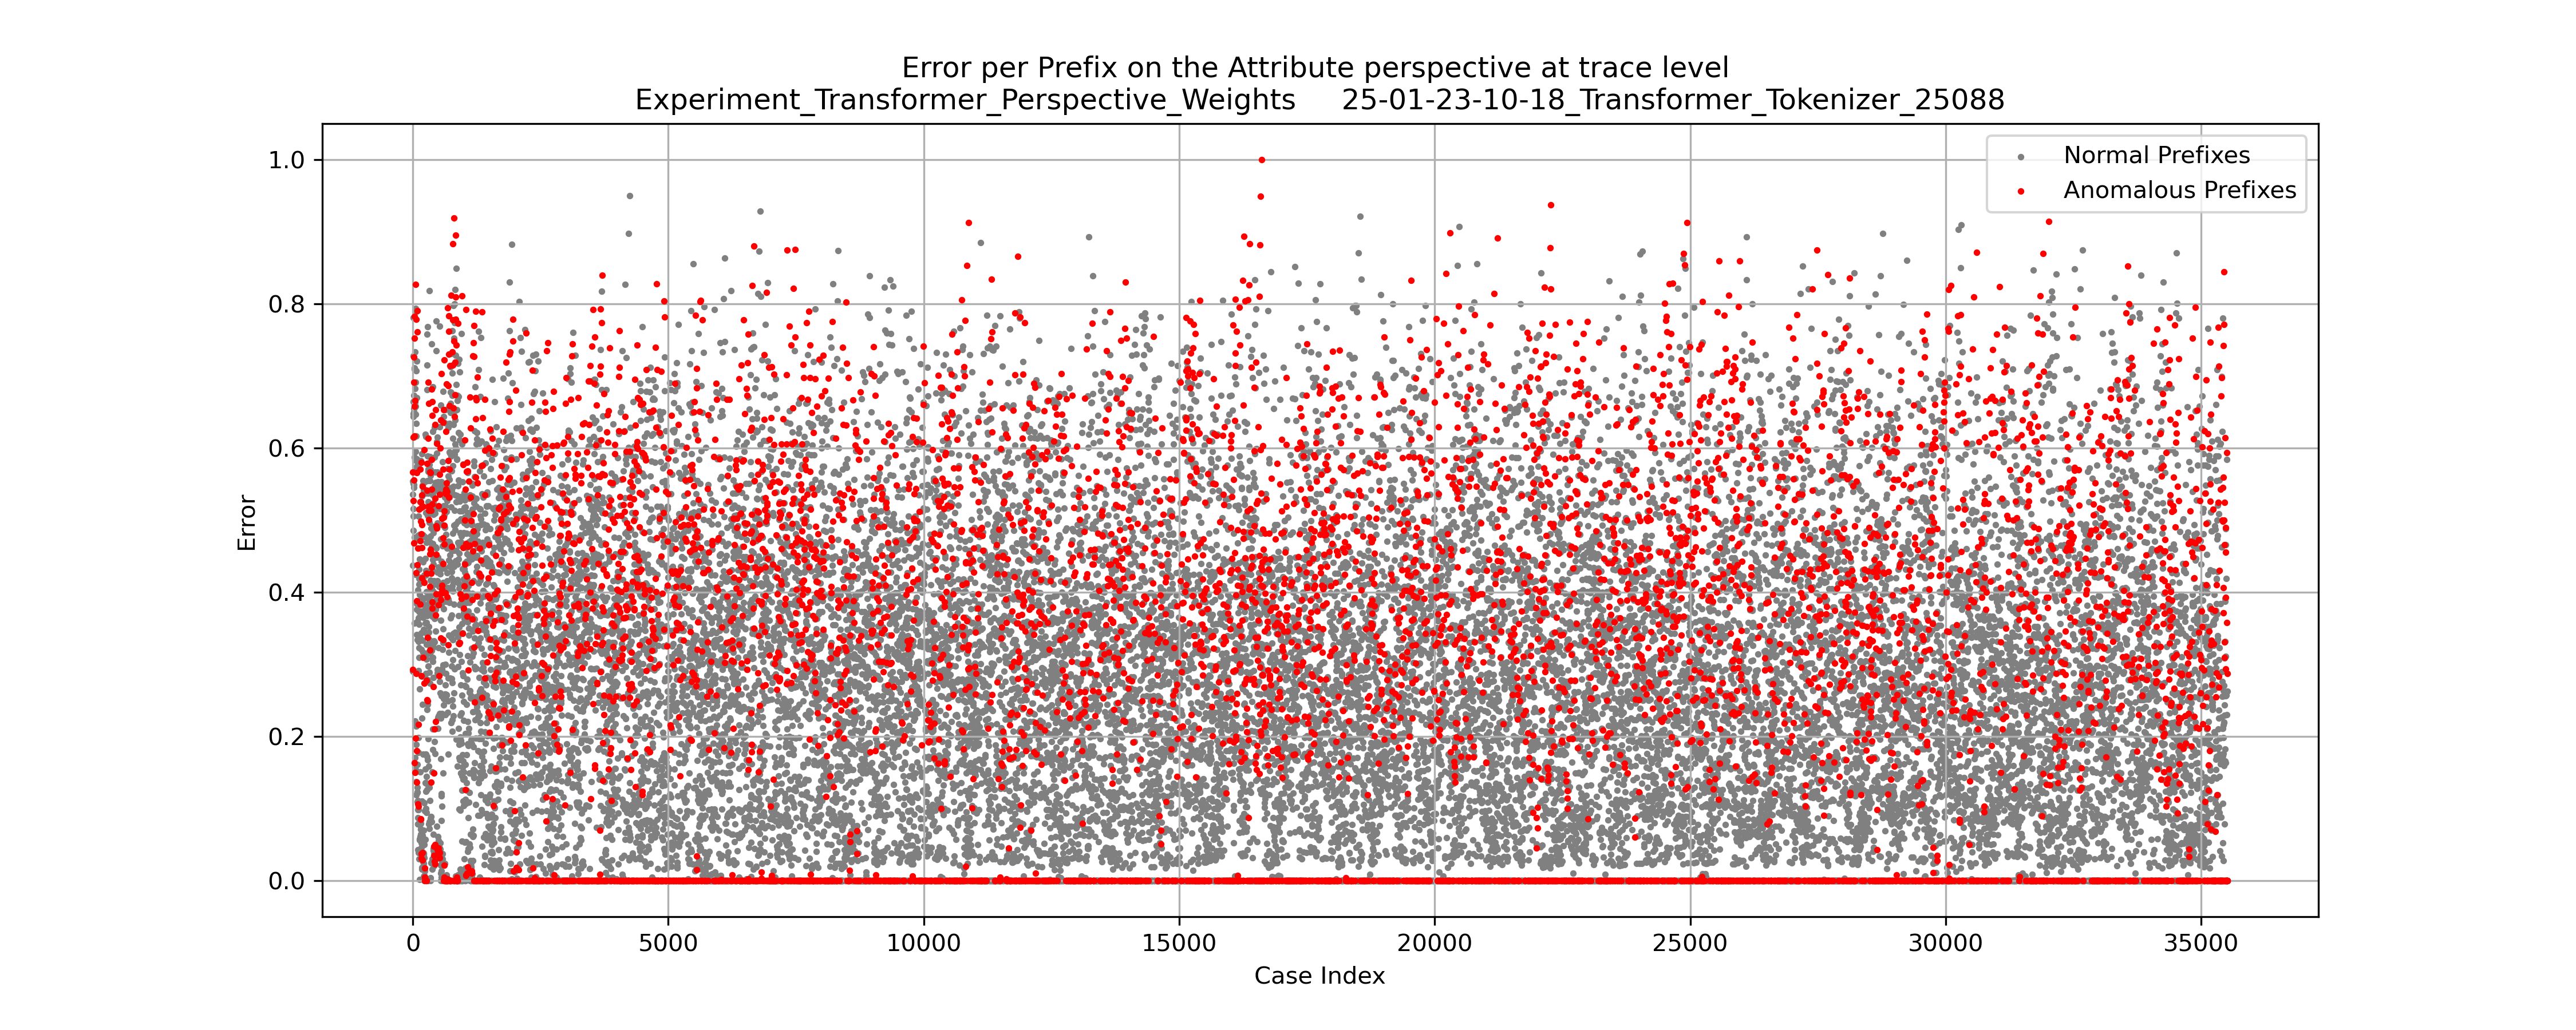 Error per Prefix on the Attribute perspective at trace level
Experiment_Transformer_Perspective_Weights     25-01-23-10-18_Transformer_Tokenizer_25088
Normal Prefixes
Anomalous Prefixes
1.0
0.8
0.6
0.4
0.2
0.0
Error
0 5000 10000 15000 20000 25000 30000 35000
Case Index